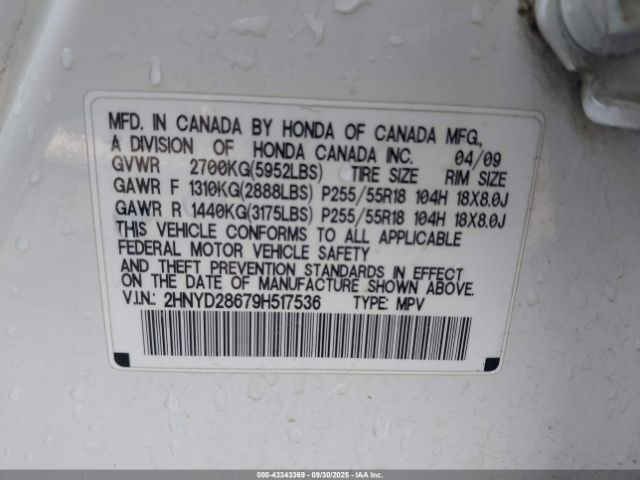 MFD. IN CANADA BY HONDA OF CANADA MFG.,
A DIVISION OF HONDA CANADA INC. 04/09
GVWR 2700KG(5952LBS) TIRE SIZE RIM SIZE
GAWR F 1310KG(2888LBS) P255/55R18 104H 18X8.0J
GAWR R 1440KG(3175LBS) P255/55R18 104H 18X8.0J
THIS VEHICLE CONFORMS TO ALL APPLICABLE
FEDERAL MOTOR VEHICLE SAFETY
AND THEFT PREVENTION STANDARDS IN EFFECT
ON THE DATE OF MANUFACTURE SHOWN ABOVE.
V.I.N.: 2HNYD28679H517536 TYPE: MPV
000-43343369 - 09/30/2025 - COPYRIGHT IAA, LLC